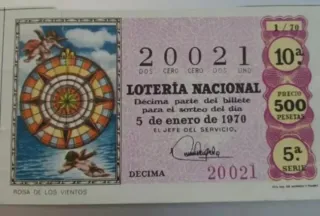 1 / 70
20021
DOS CERO CERO DOS UNO
10ª
LOTERÍA NACIONAL
Décima parte del billete
para el sorteo del día
5 de enero de 1970
EL JEFE DEL SERVICIO,
PRECIO
500
PESETAS
5ª
SERIE
DÉCIMA
20021
ROSA DE LOS VIENTOS